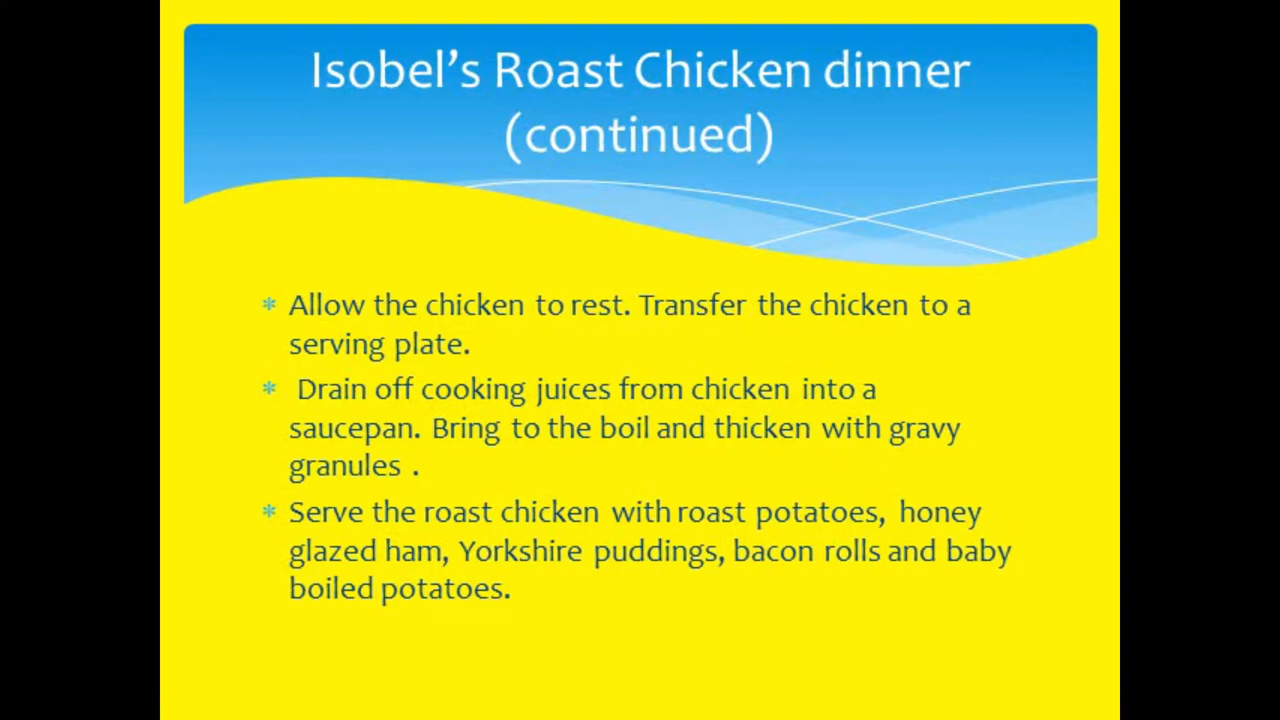 Isobel’s Roast Chicken dinner
(continued)
* Allow the chicken to rest. Transfer the chicken to a
serving plate.
* Drain off cooking juices from chicken into a
saucepan. Bring to the boil and thicken with gravy
granules .
* Serve the roast chicken with roast potatoes, honey
glazed ham, Yorkshire puddings, bacon rolls and baby
boiled potatoes.